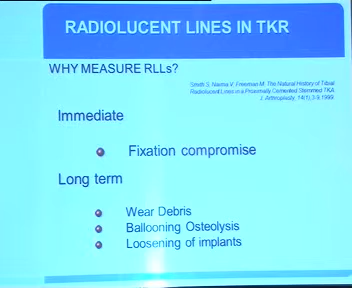 RADIOLUCENT LINES IN TKR
WHY MEASURE RLLs?
Smith S, Naima V, Freeman M. The Natural History of Tibial
Radiolucent Lines in a Proximally Cemented Stemmed TKA.
J. Arthroplasty, 14(1),3-9.1999.
Immediate
Fixation compromise
Long term
Wear Debris
Ballooning Osteolysis
Loosening of implants